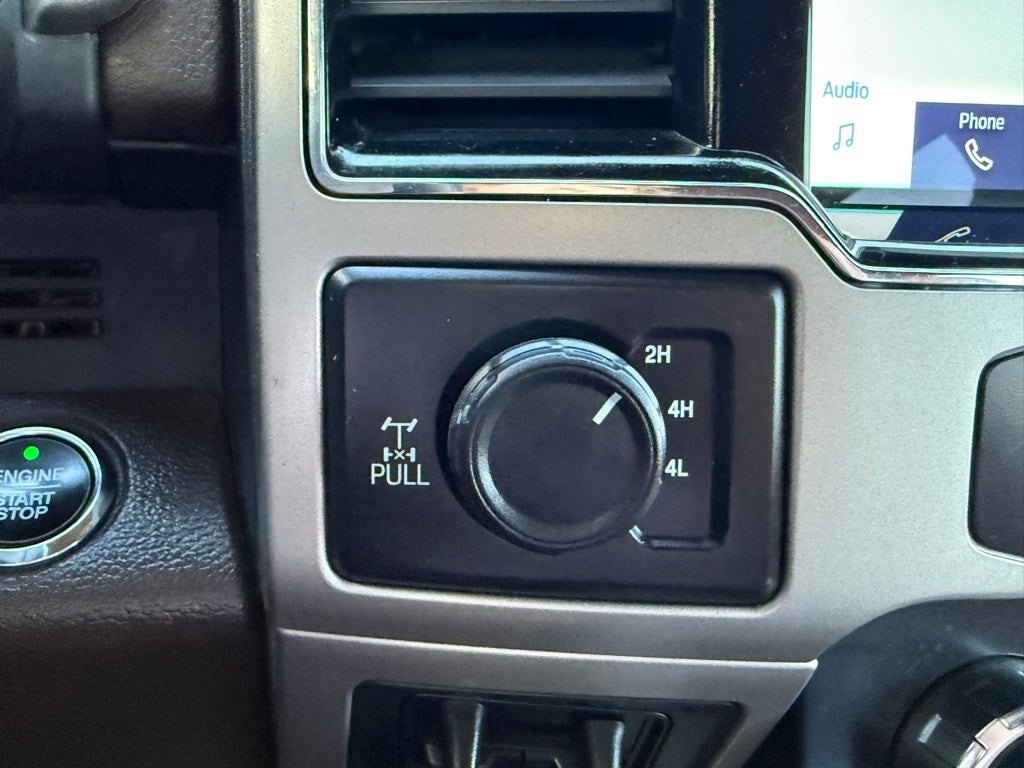 Audio
Phone
2H
4H
4L
PULL
ENGINE
START
STOP